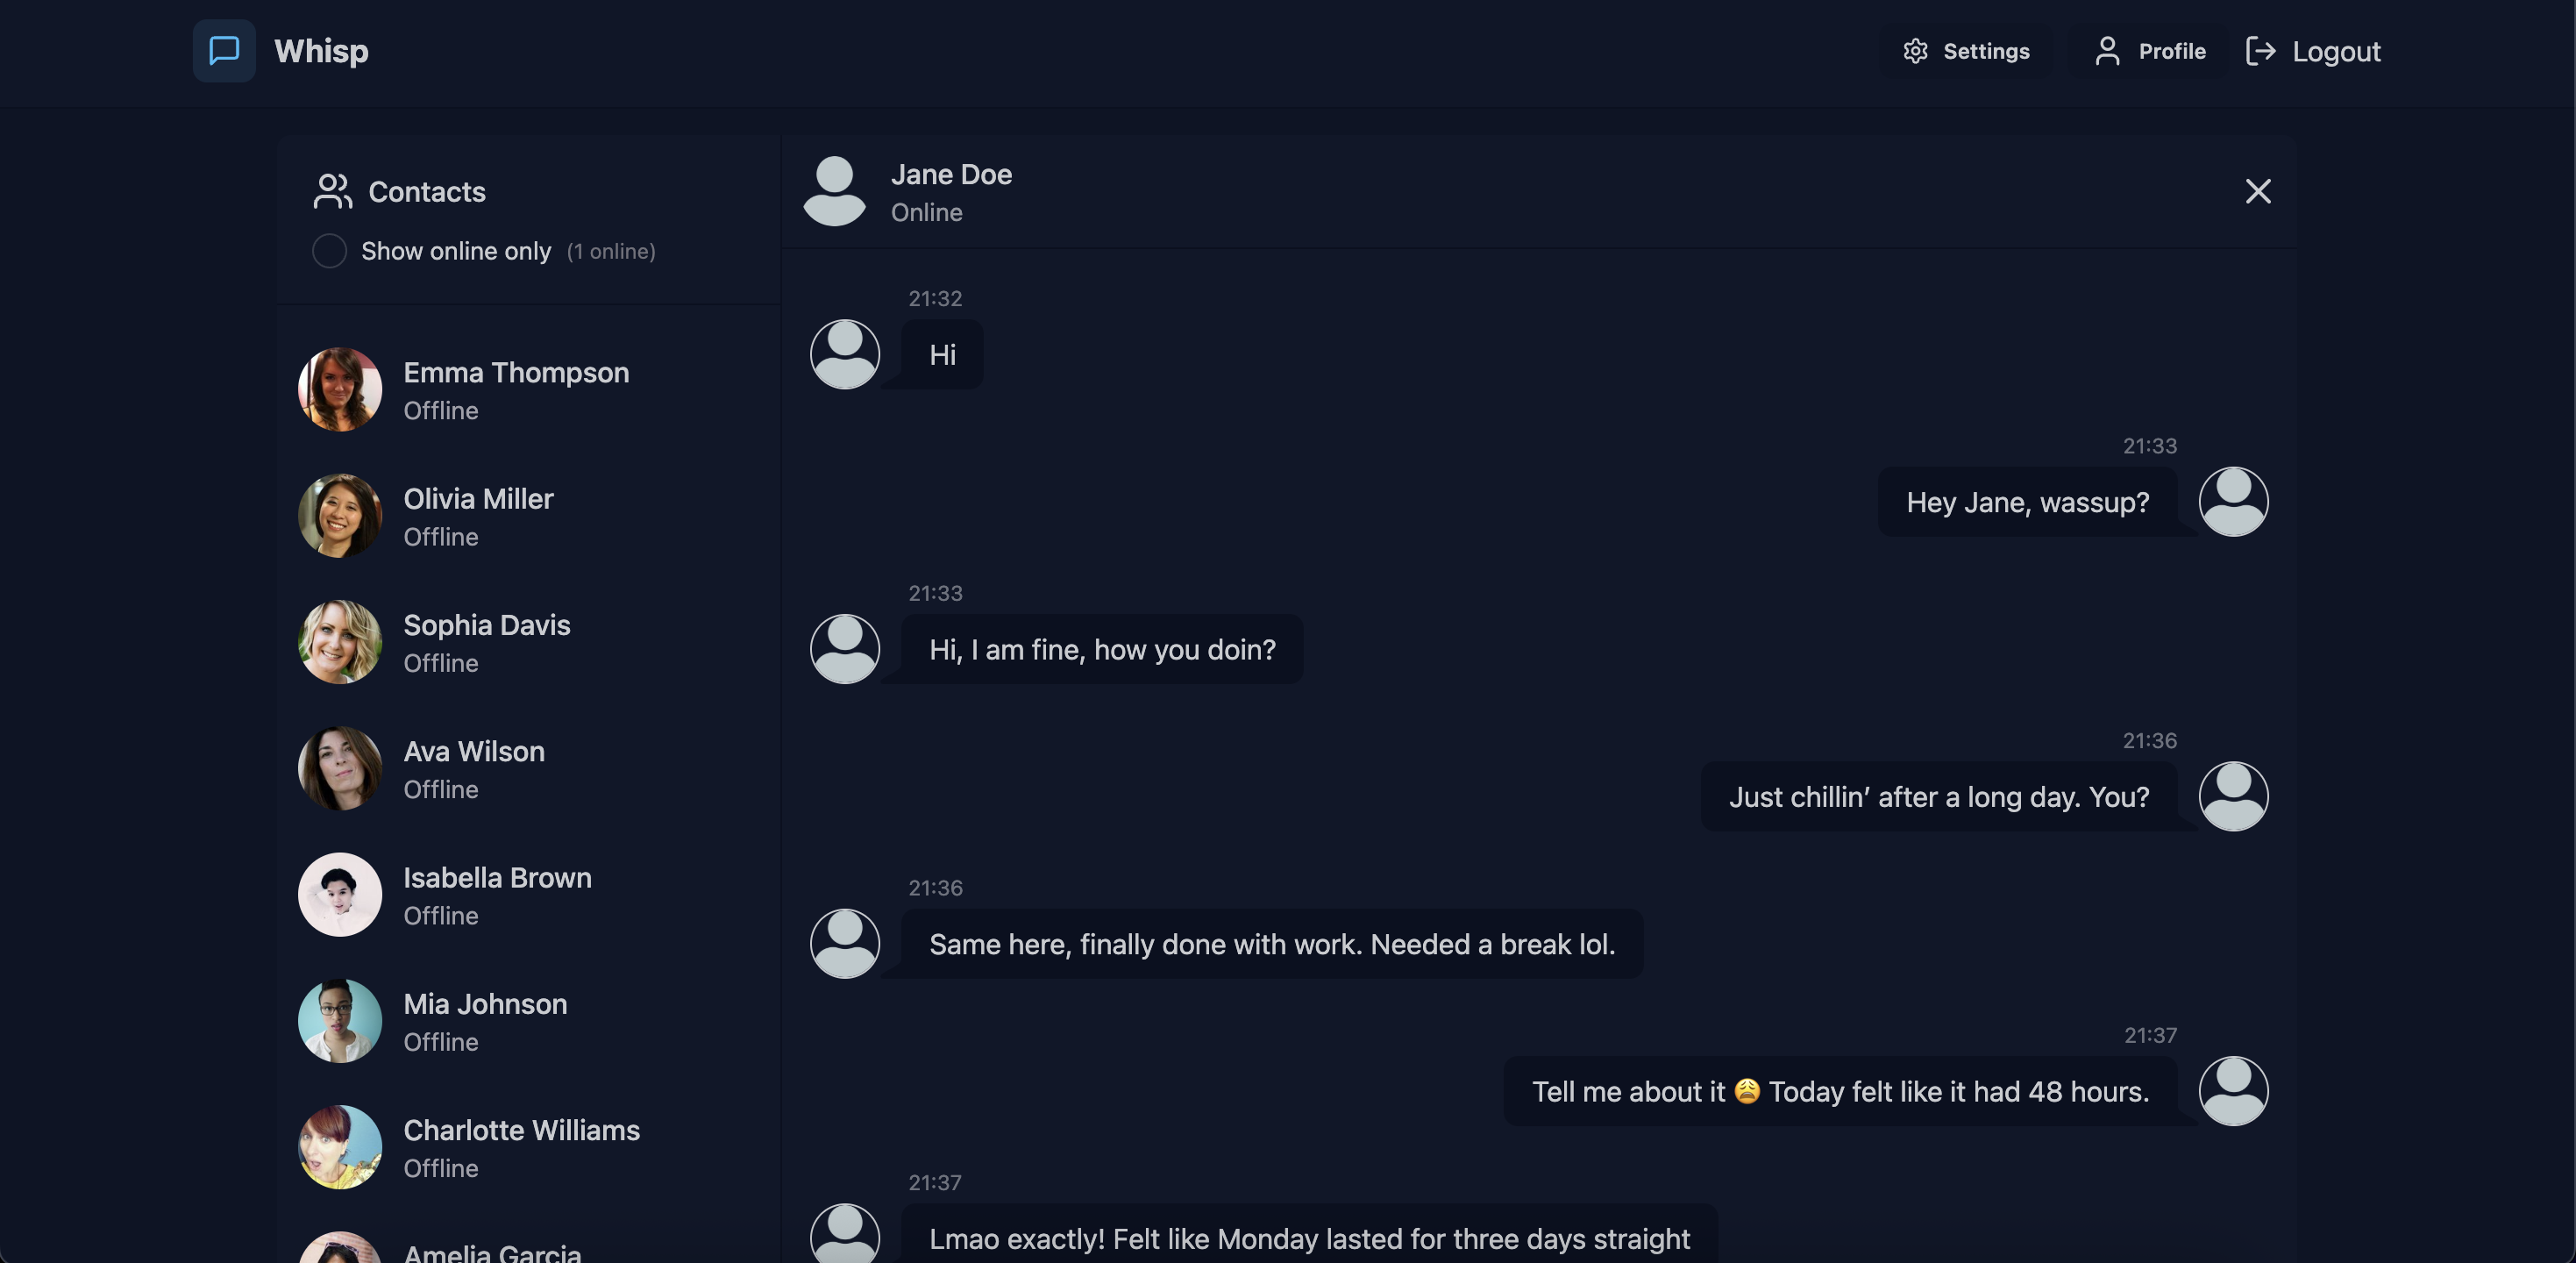 Whisp
Settings
Profile
Logout
Contacts
Show online only (1 online)
Emma Thompson
Offline
Olivia Miller
Offline
Sophia Davis
Offline
Ava Wilson
Offline
Isabella Brown
Offline
Mia Johnson
Offline
Charlotte Williams
Offline
Amelia Garcia
Jane Doe
Online
21:32
Hi
21:33
Hey Jane, wassup?
21:33
Hi, I am fine, how you doin?
21:36
Just chillin’ after a long day. You?
21:36
Same here, finally done with work. Needed a break lol.
21:37
Tell me about it 😩 Today felt like it had 48 hours.
21:37
Lmao exactly! Felt like Monday lasted for three days straight